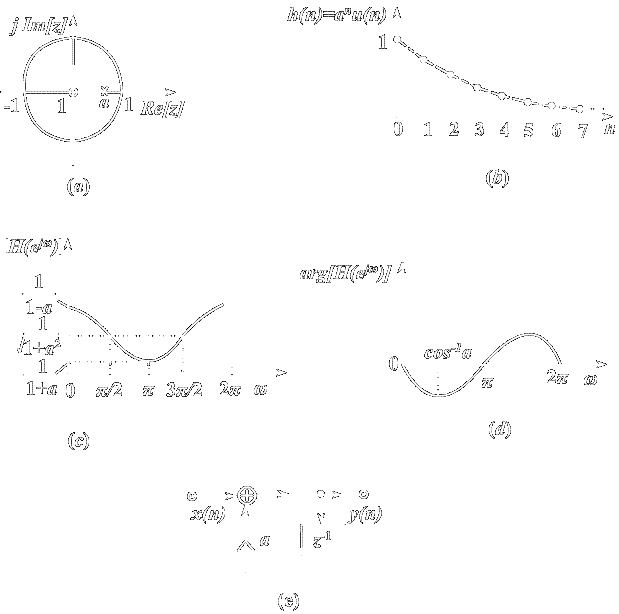 j Im[z]
-1 1 a 1 Re[z]
(a)
h(n)=aⁿu(n)
1
0 1 2 3 4 5 6 7 n
(b)
|H(e^{jω})|
1
1-a
1
√1+a²
1
1+a 0 π/2 π 3π/2 2π ω
(c)
arg[H(e^{jω})]
0 cos⁻¹a π 2π ω
(d)
x(n) y(n)
a z⁻¹
(e)